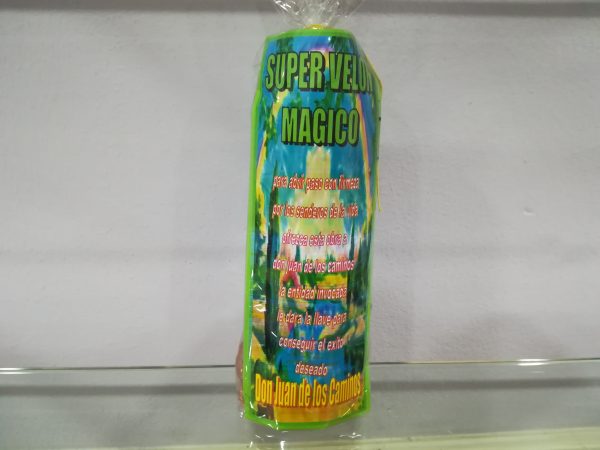 SUPER VELON
MAGICO
para abrir paso con firmeza
por los senderos de la vida
ofrezca esta obra a
don juan de los caminos
la entidad invocada
le dara la llave para
conseguir el exito
deseado
Don Juan de los Caminos